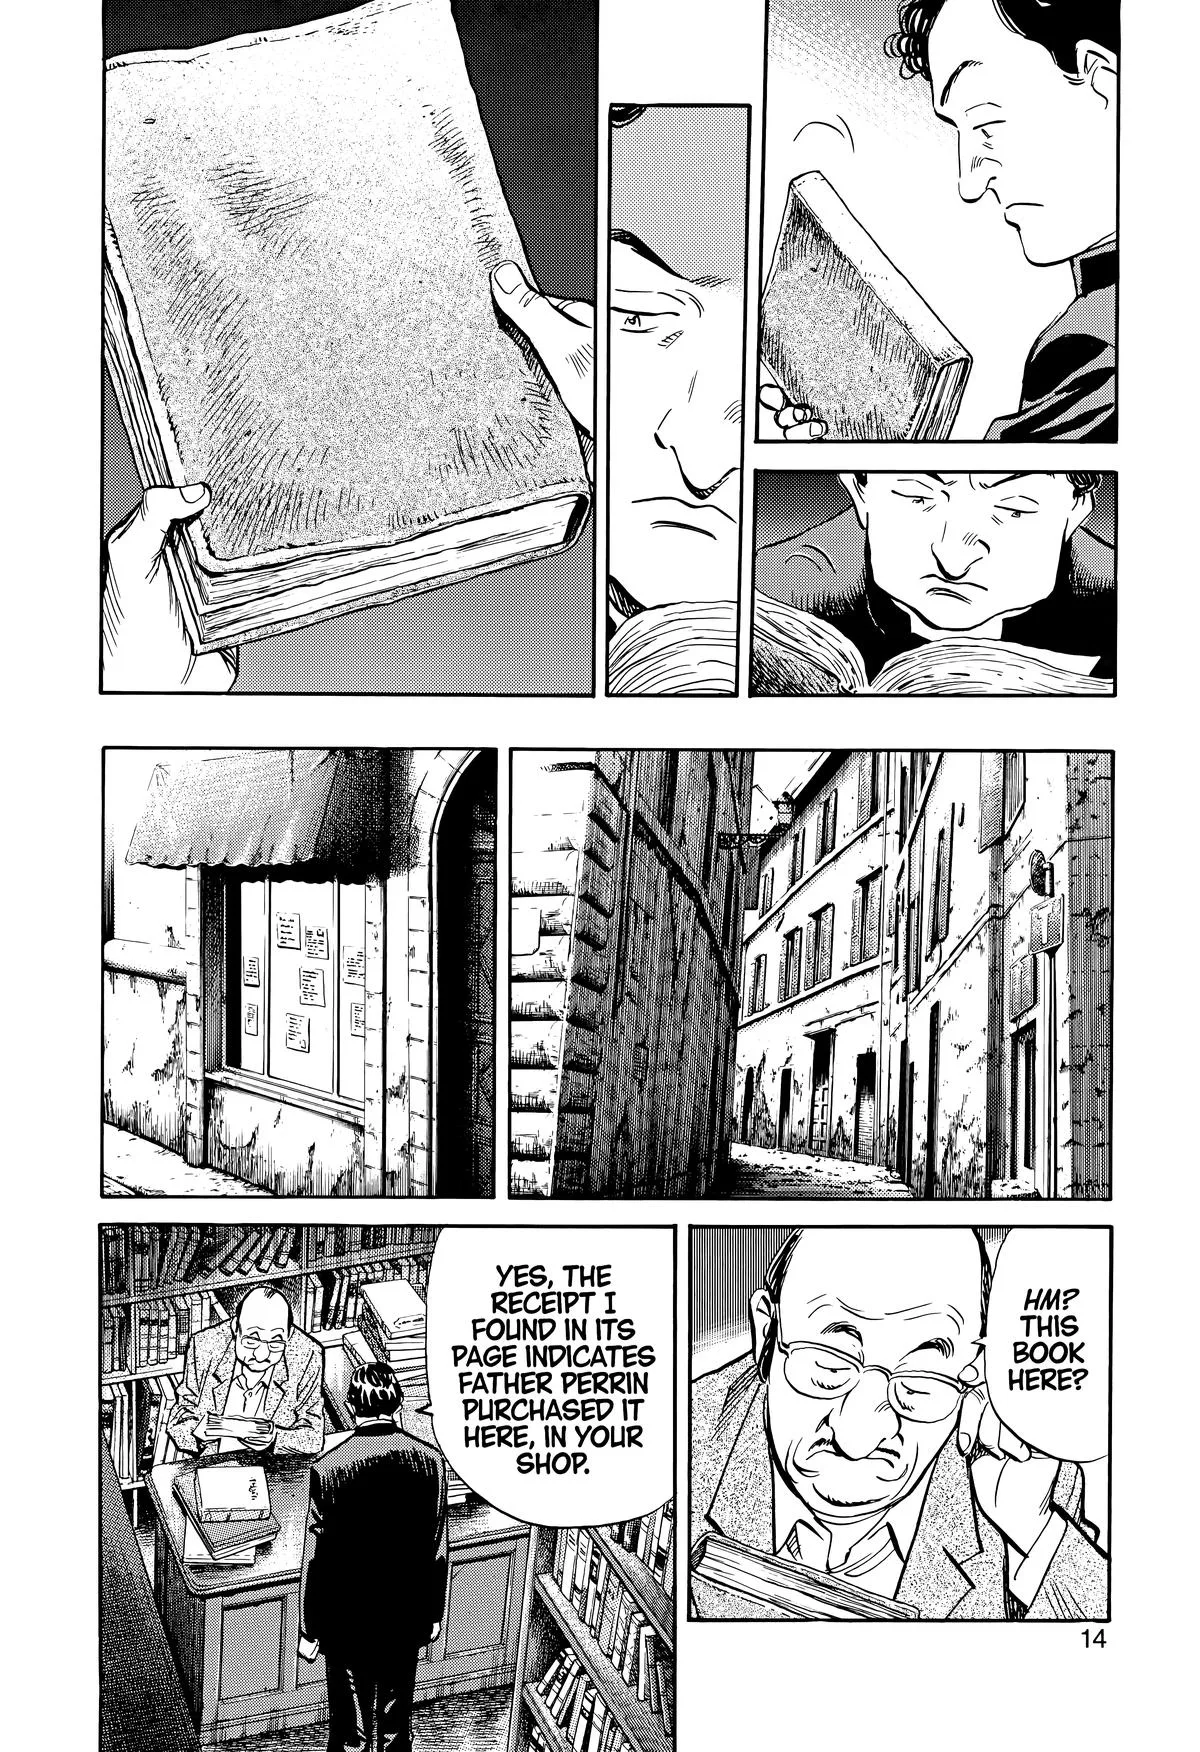 HM?
THIS
BOOK
HERE?
YES, THE
RECEIPT I
FOUND IN ITS
PAGE INDICATES
FATHER PERRIN
PURCHASED IT
HERE, IN YOUR
SHOP.
14